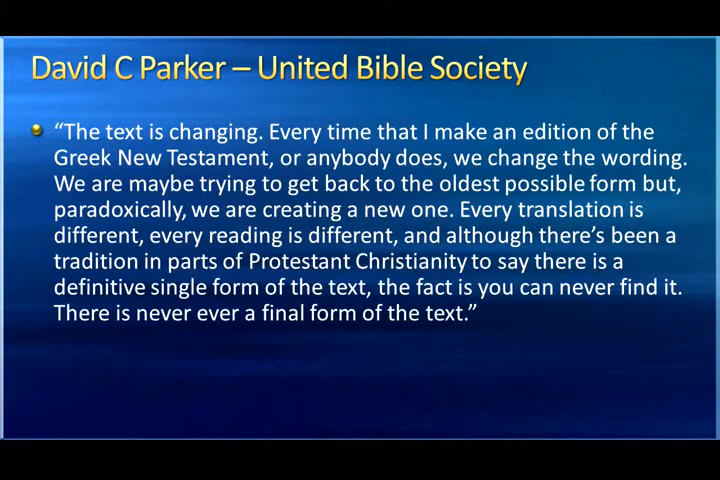 David C Parker – United Bible Society
“The text is changing. Every time that I make an edition of the
Greek New Testament, or anybody does, we change the wording.
We are maybe trying to get back to the oldest possible form but,
paradoxically, we are creating a new one. Every translation is
different, every reading is different, and although there’s been a
tradition in parts of Protestant Christianity to say there is a
definitive single form of the text, the fact is you can never find it.
There is never ever a final form of the text.”